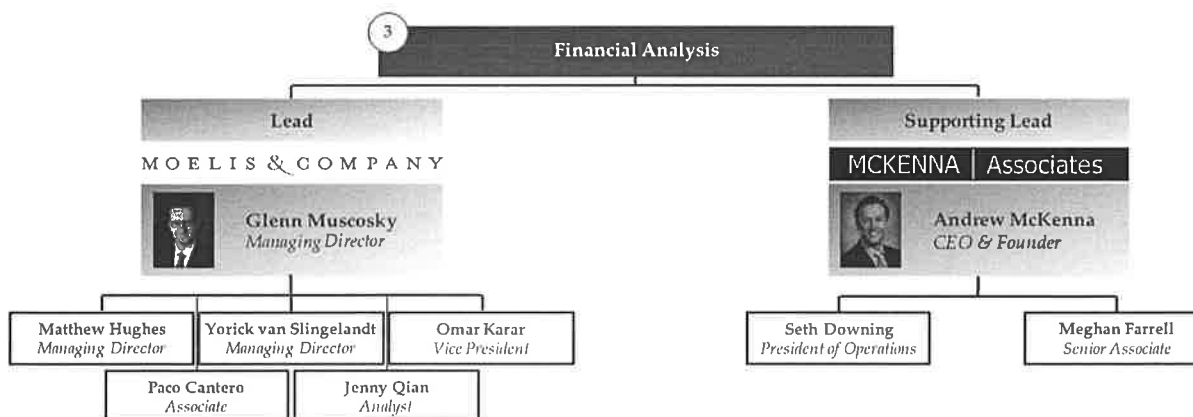 3
Financial Analysis
Lead
MOELIS & COMPANY
Glenn Muscosky
Managing Director
Matthew Hughes
Managing Director
Yorick van Slingelandt
Managing Director
Omar Karar
Vice President
Paco Cantero
Associate
Jenny Qian
Analyst
Supporting Lead
MCKENNA Associates
Andrew McKenna
CEO & Founder
Seth Downing
President of Operations
Meghan Farrell
Senior Associate